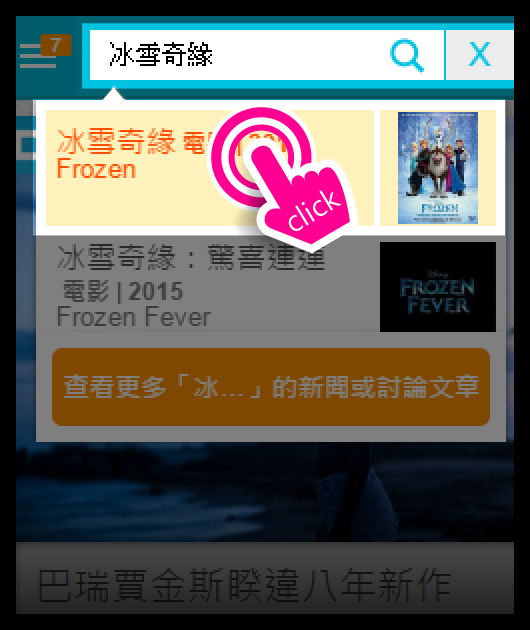 7
冰雪奇緣
X
冰雪奇緣 電
Frozen
click
FROZEN
冰雪奇緣：驚喜連連
電影 | 2015
Frozen Fever
Disney
FROZEN
FEVER
查看更多「冰...」的新聞或討論文章
巴瑞賈金斯睽違八年新作